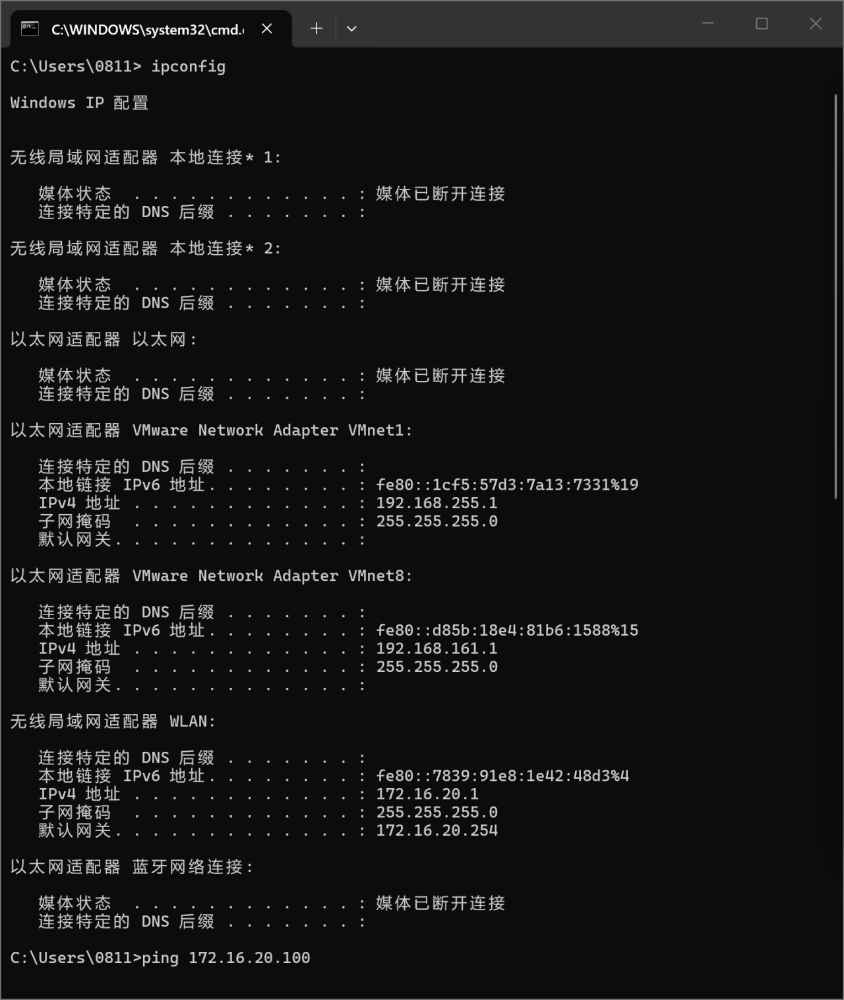 C:\WINDOWS\system32\cmd.
C:\Users\0811> ipconfig
Windows IP 配置
无线局域网适配器 本地连接* 1:
媒体状态  . . . . . . . . . . . . : 媒体已断开连接
连接特定的 DNS 后缀 . . . . . . . :
无线局域网适配器 本地连接* 2:
媒体状态  . . . . . . . . . . . . : 媒体已断开连接
连接特定的 DNS 后缀 . . . . . . . :
以太网适配器 以太网:
媒体状态  . . . . . . . . . . . . : 媒体已断开连接
连接特定的 DNS 后缀 . . . . . . . :
以太网适配器 VMware Network Adapter VMnet1:
连接特定的 DNS 后缀 . . . . . . . :
本地链接 IPv6 地址. . . . . . . . : fe80::1cf5:57d3:7a13:7331%19
IPv4 地址 . . . . . . . . . . . . : 192.168.255.1
子网掩码  . . . . . . . . . . . . : 255.255.255.0
默认网关. . . . . . . . . . . . . :
以太网适配器 VMware Network Adapter VMnet8:
连接特定的 DNS 后缀 . . . . . . . :
本地链接 IPv6 地址. . . . . . . . : fe80::d85b:18e4:81b6:1588%15
IPv4 地址 . . . . . . . . . . . . : 192.168.161.1
子网掩码  . . . . . . . . . . . . : 255.255.255.0
默认网关. . . . . . . . . . . . . :
无线局域网适配器 WLAN:
连接特定的 DNS 后缀 . . . . . . . :
本地链接 IPv6 地址. . . . . . . . : fe80::7839:91e8:1e42:48d3%4
IPv4 地址 . . . . . . . . . . . . : 172.16.20.1
子网掩码  . . . . . . . . . . . . : 255.255.255.0
默认网关. . . . . . . . . . . . . : 172.16.20.254
以太网适配器 蓝牙网络连接:
媒体状态  . . . . . . . . . . . . : 媒体已断开连接
连接特定的 DNS 后缀 . . . . . . . :
C:\Users\0811>ping 172.16.20.100